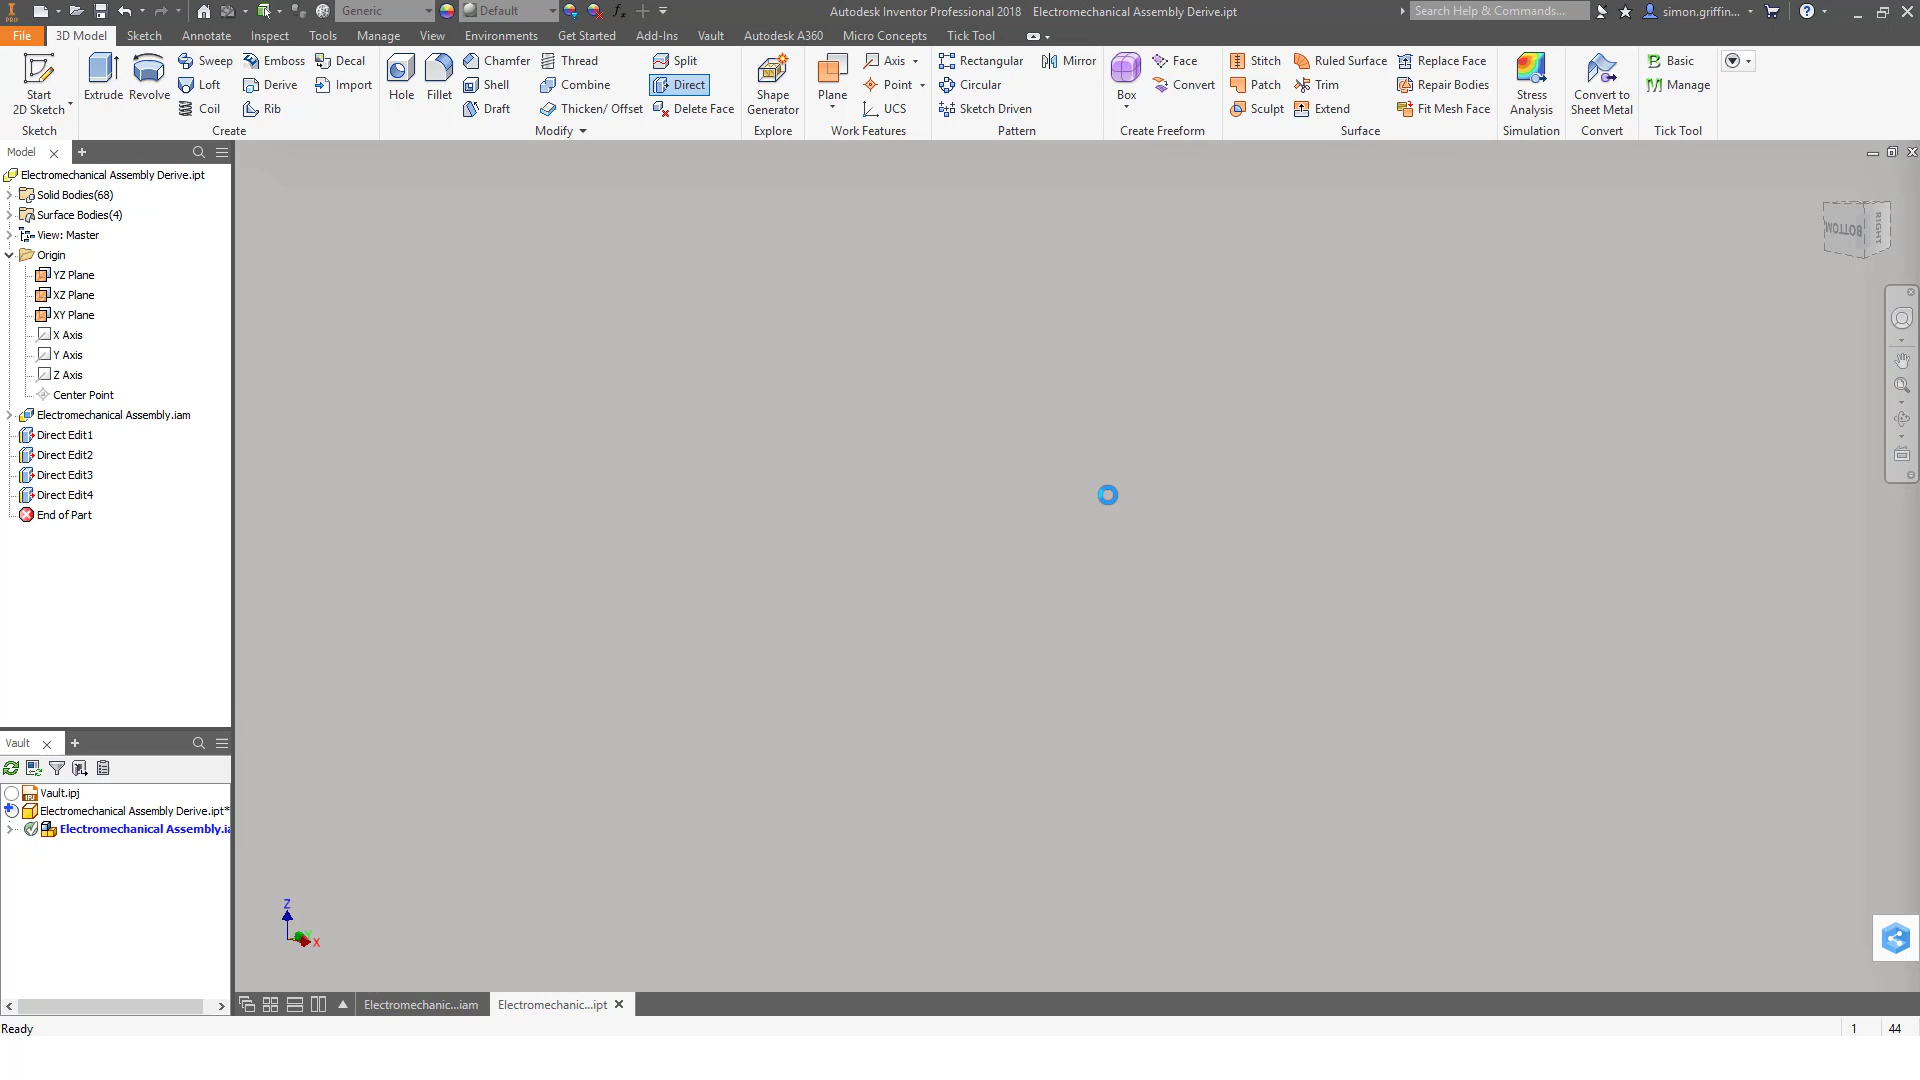 PRO Generic Default fx Autodesk Inventor Professional 2018 Electromechanical Assembly Derive.ipt Search Help & Commands... simon.griffin...
File 3D Model Sketch Annotate Inspect Tools Manage View Environments Get Started Add-Ins Vault Autodesk A360 Micro Concepts Tick Tool
Start
2D Sketch
Sketch
Extrude Revolve
Sweep Emboss Decal
Loft Derive Import
Coil Rib
Create
Hole Fillet
Chamfer Thread Split
Shell Combine Direct
Draft Thicken/ Offset Delete Face
Modify
Shape
Generator
Explore
Plane
Axis
Point
UCS
Work Features
Rectangular Mirror
Circular
Sketch Driven
Pattern
Box
Face
Convert
Create Freeform
Stitch Ruled Surface Replace Face
Patch Trim Repair Bodies
Sculpt Extend Fit Mesh Face
Surface
Stress
Analysis
Simulation
Convert to
Sheet Metal
Convert
Basic
Manage
Tick Tool
Model
Electromechanical Assembly Derive.ipt
Solid Bodies(68)
Surface Bodies(4)
View: Master
Origin
YZ Plane
XZ Plane
XY Plane
X Axis
Y Axis
Z Axis
Center Point
Electromechanical Assembly.iam
Direct Edit1
Direct Edit2
Direct Edit3
Direct Edit4
End of Part
BOTTOM
RIGHT
Vault
Vault.ipj
Electromechanical Assembly Derive.ipt*
Electromechanical Assembly.ia
Z
Y
X
Electromechanic...iam Electromechanic...ipt
Ready 1 44